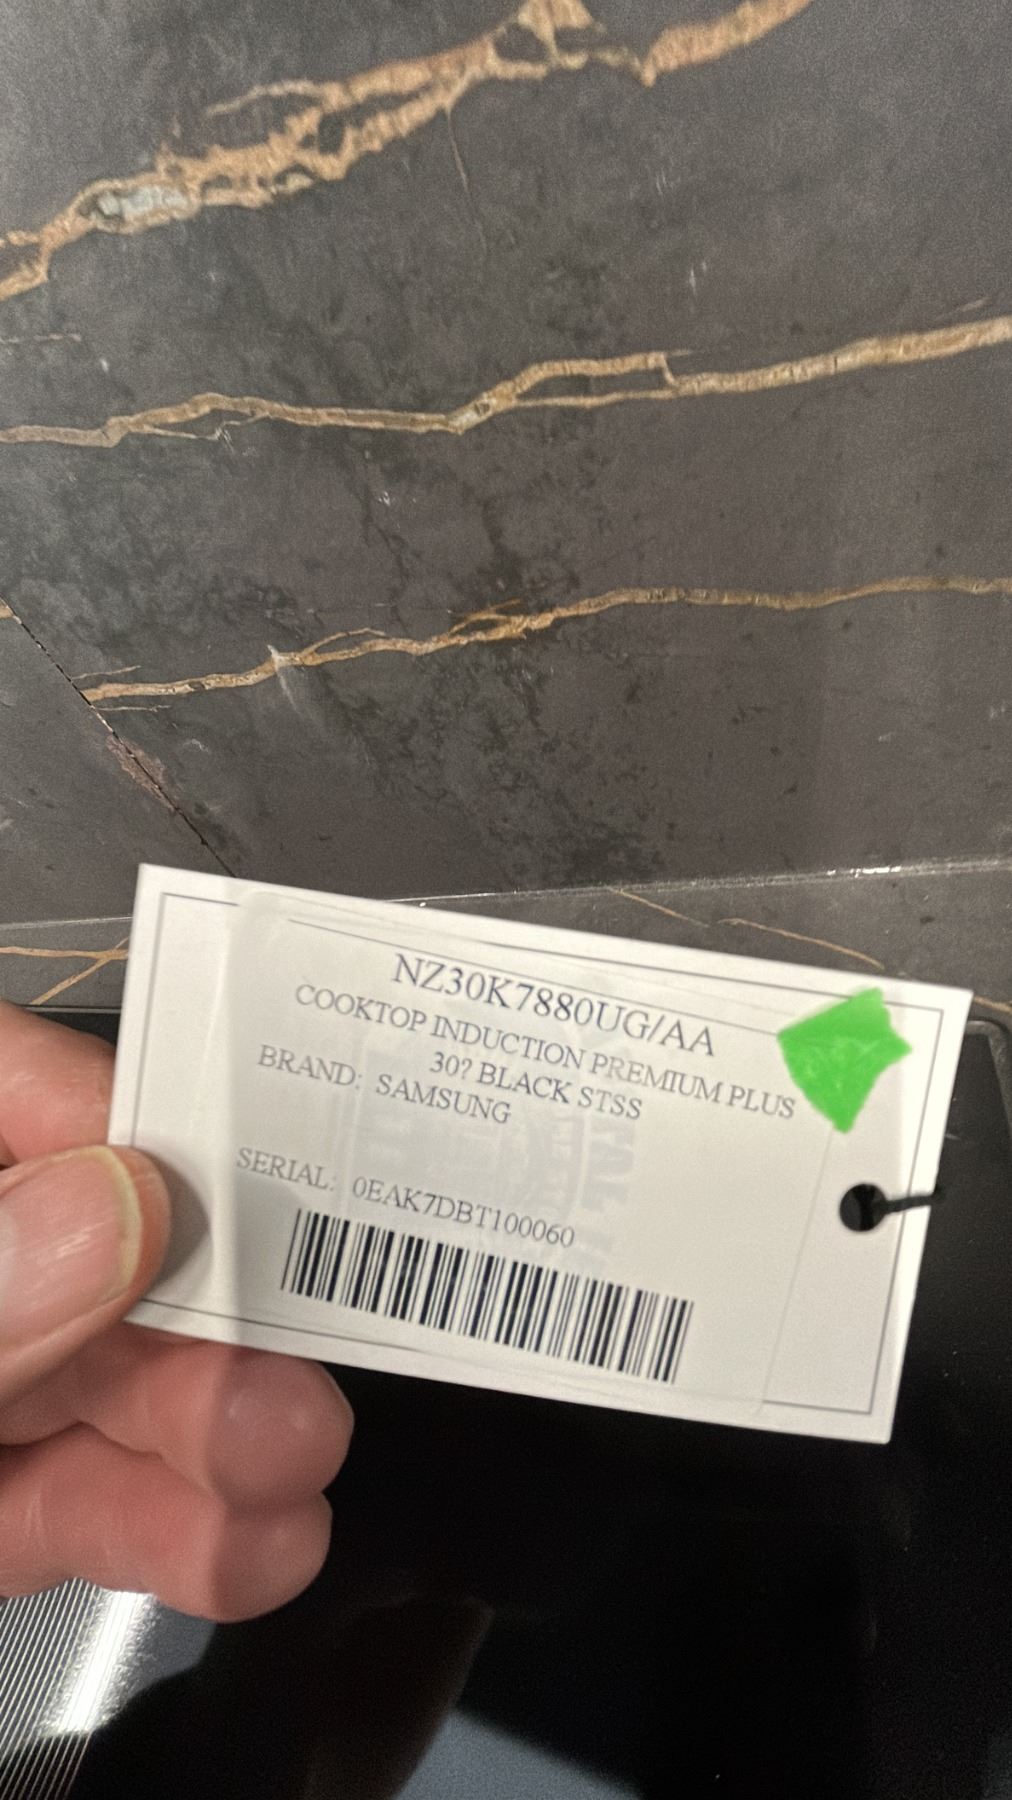 NZ30K7880UG/AA
COOKTOP INDUCTION PREMIUM PLUS
30? BLACK STSS
BRAND: SAMSUNG
SERIAL: 0EAK7DBT100060